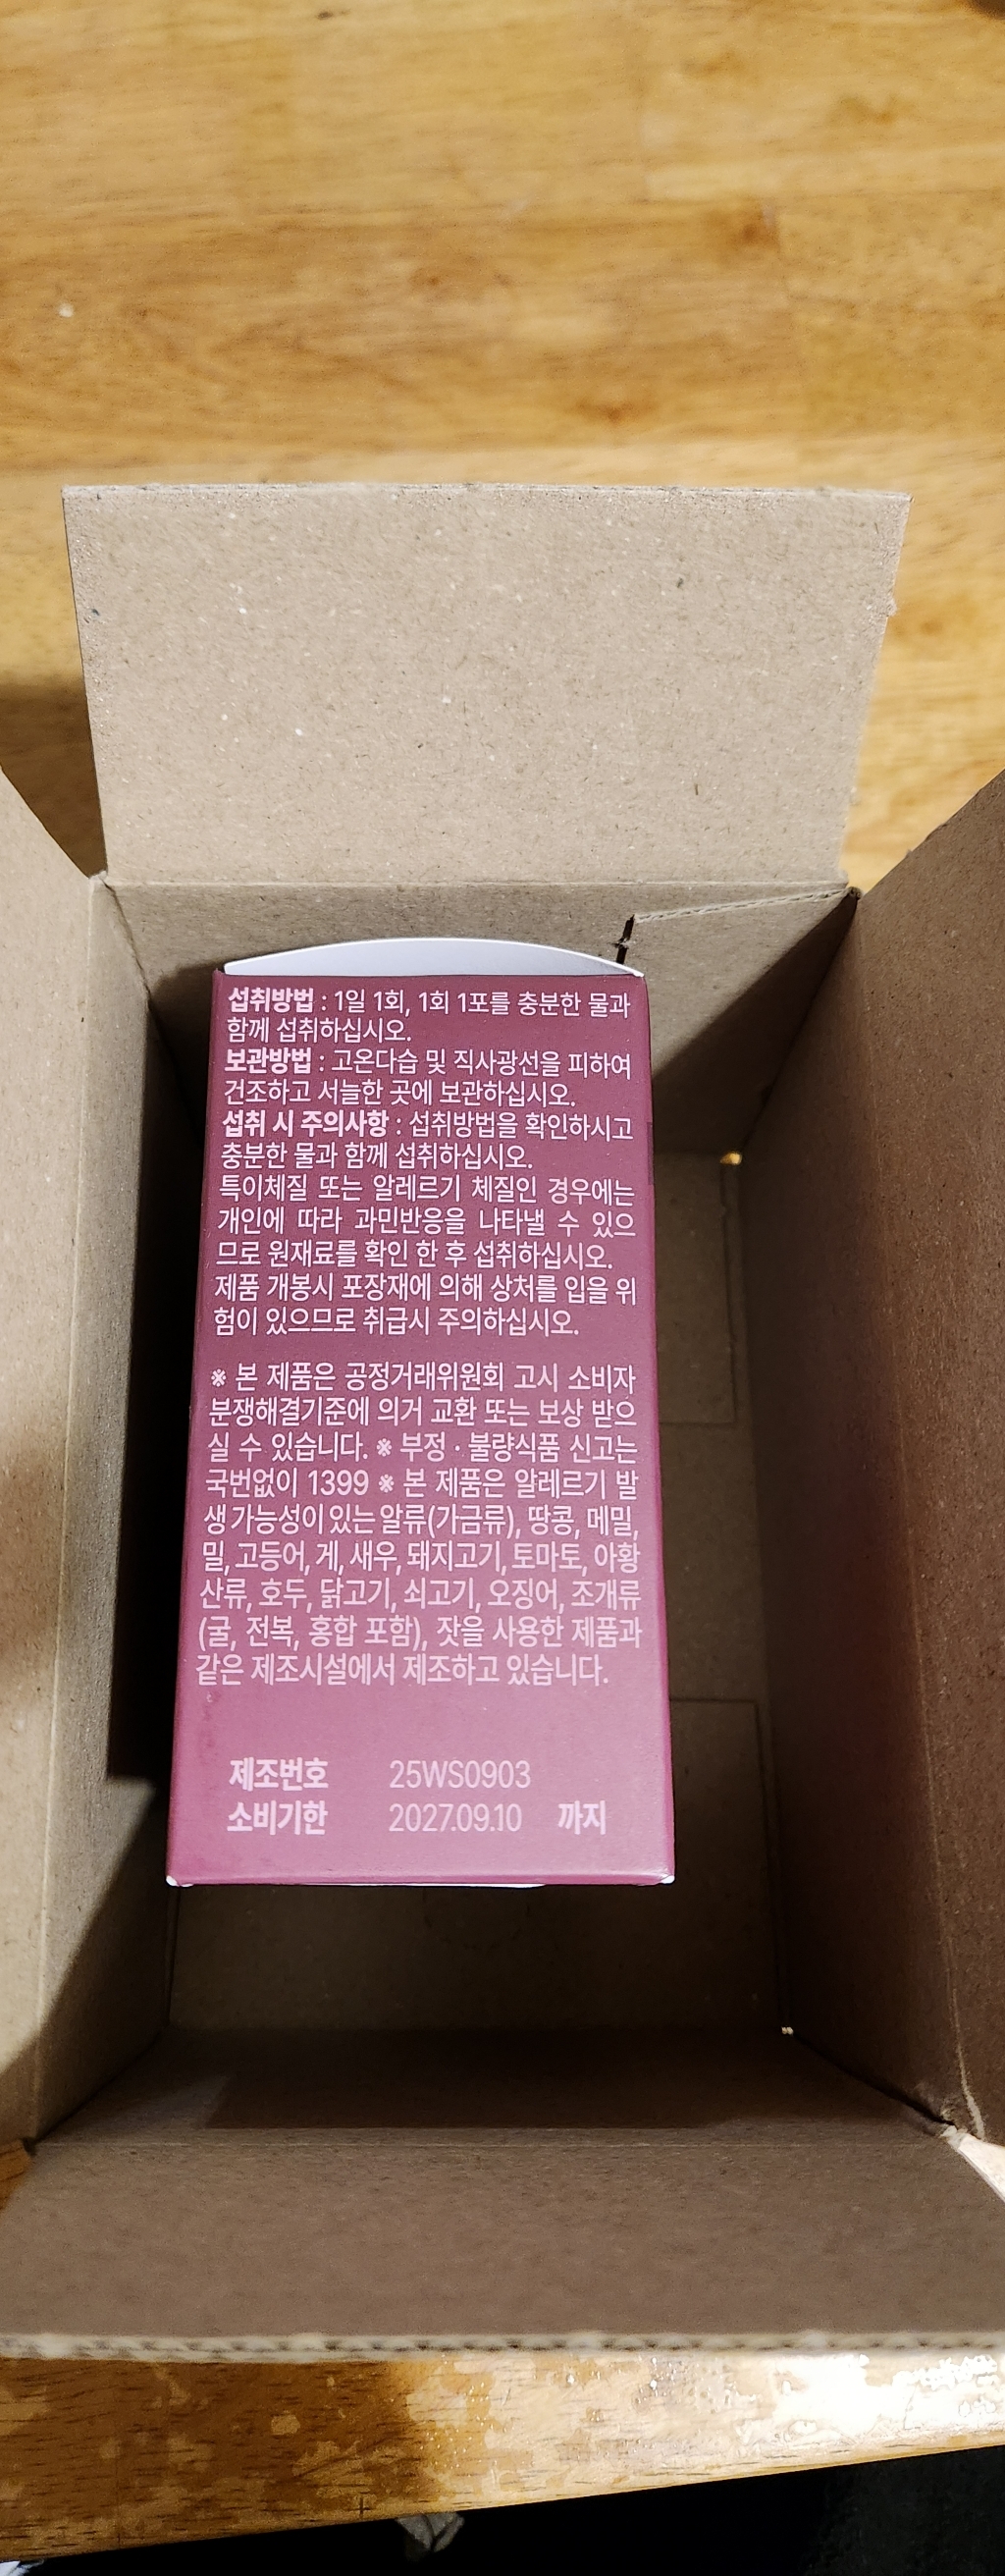 섭취방법 : 1일 1회, 1회 1포를 충분한 물과
함께 섭취하십시오.
보관방법 : 고온다습 및 직사광선을 피하여
건조하고 서늘한 곳에 보관하십시오.
섭취 시 주의사항 : 섭취방법을 확인하시고
충분한 물과 함께 섭취하십시오.
특이체질 또는 알레르기 체질인 경우에는
개인에 따라 과민반응을 나타낼 수 있으
므로 원재료를 확인 한 후 섭취하십시오.
제품 개봉시 포장재에 의해 상처를 입을 위
험이 있으므로 취급시 주의하십시오.
※ 본 제품은 공정거래위원회 고시 소비자
분쟁해결기준에 의거 교환 또는 보상 받으
실 수 있습니다. ※ 부정 · 불량식품 신고는
국번없이 1399 ※ 본 제품은 알레르기 발
생 가능성이 있는 알류(가금류), 땅콩, 메밀,
밀, 고등어, 게, 새우, 돼지고기, 토마토, 아황
산류, 호두, 닭고기, 쇠고기, 오징어, 조개류
(굴, 전복, 홍합 포함), 잣을 사용한 제품과
같은 제조시설에서 제조하고 있습니다.
제조번호 25WS0903
소비기한 2027.09.10 까지